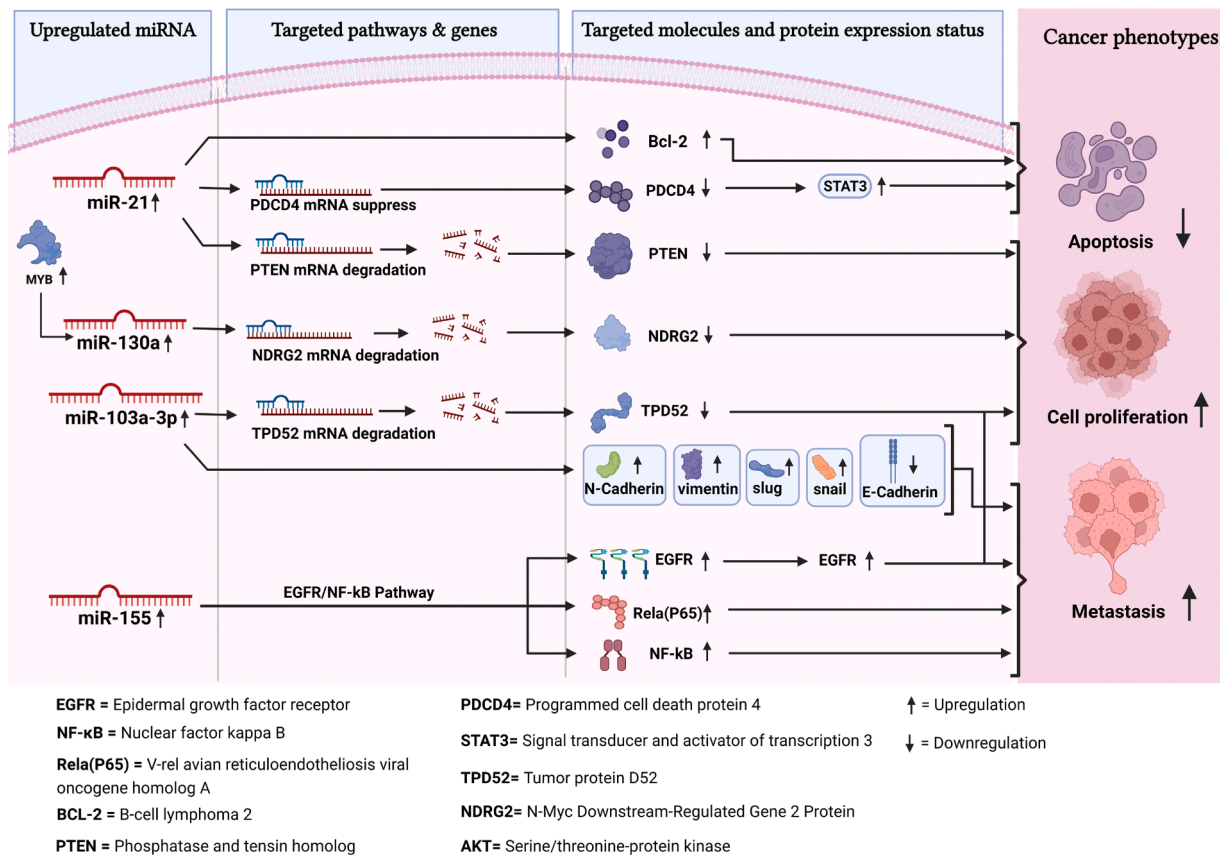 Upregulated miRNA
Targeted pathways & genes
Targeted molecules and protein expression status
Cancer phenotypes
Bcl-2
miR-21
PDCD4 mRNA suppress
PDCD4
STAT3
Apoptosis
MYB
PTEN mRNA degradation
PTEN
miR-130a
NDRG2 mRNA degradation
NDRG2
miR-103a-3p
TPD52 mRNA degradation
TPD52
Cell proliferation
N-Cadherin
vimentin
slug
snail
E-Cadherin
EGFR
EGFR
EGFR/NF-kB Pathway
miR-155
Rela(P65)
Metastasis
NF-kB
EGFR = Epidermal growth factor receptor
NF-κB = Nuclear factor kappa B
Rela(P65) = V-rel avian reticuloendotheliosis viral
oncogene homolog A
BCL-2 = B-cell lymphoma 2
PTEN = Phosphatase and tensin homolog
PDCD4= Programmed cell death protein 4
STAT3= Signal transducer and activator of transcription 3
TPD52= Tumor protein D52
NDRG2= N-Myc Downstream-Regulated Gene 2 Protein
AKT= Serine/threonine-protein kinase
↑ = Upregulation
↓ = Downregulation